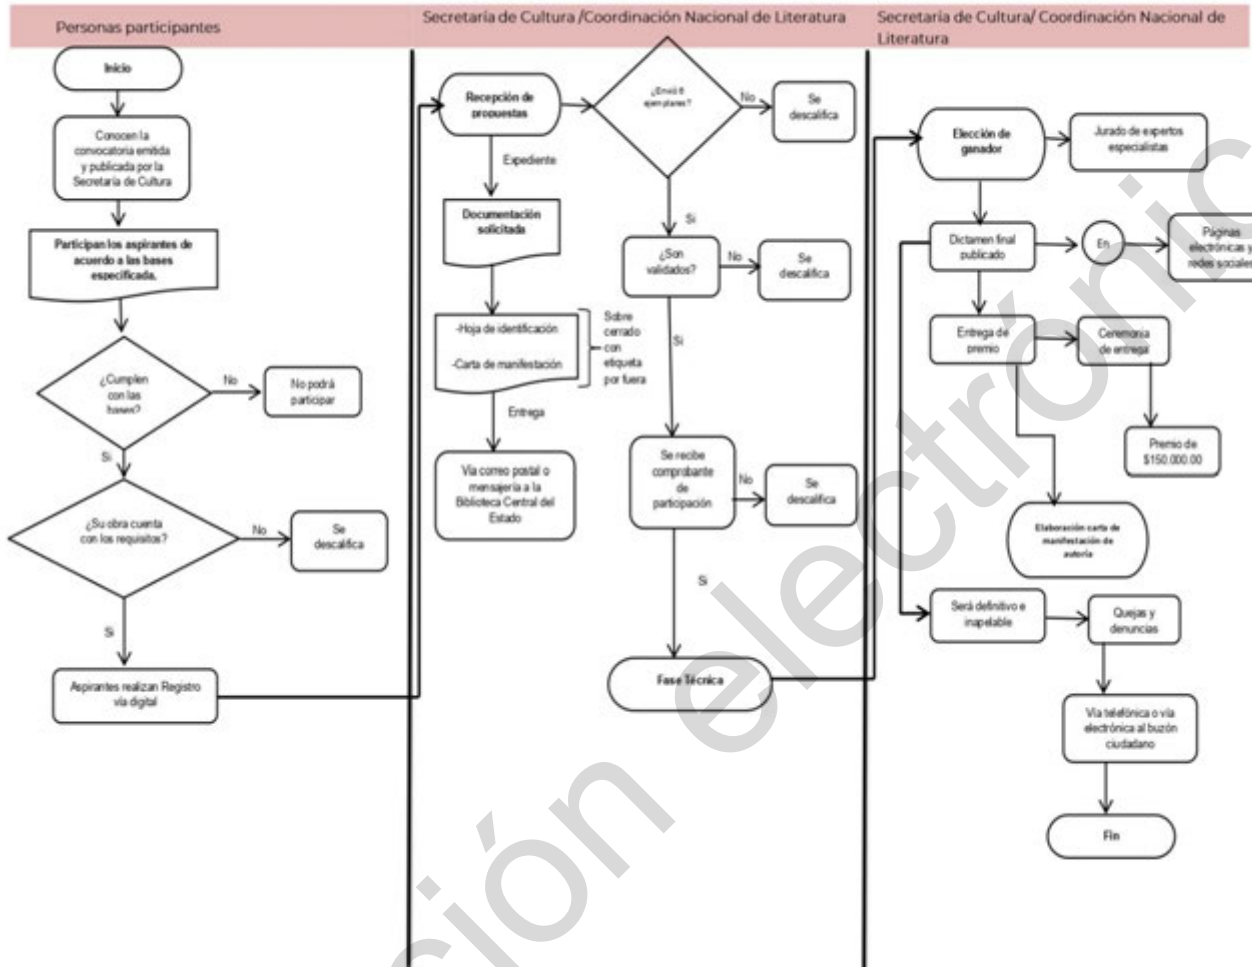 Personas participantes
Inicio
Conocen la
convocatoria emitida
y publicada por la
Secretaría de Cultura
Participan los aspirantes de
acuerdo a las bases
especificada.
¿Cumplen
con las
bases?
No
No podrá
participar
Si
¿Su obra cuenta
con los requisitos?
No
Se
descalifica
Si
Aspirantes realizan Registro
vía digital
Secretaría de Cultura /Coordinación Nacional de Literatura
Recepción de
propuestas
Expediente
Documentación
solicitada
-Hoja de identificación
-Carta de manifestación
Sobre
cerrado
con
etiqueta
por fuera
Entrega
Vía correo postal o
mensajería a la
Biblioteca Central del
Estado
¿Envió 6
ejemplares?
No
Se
descalifica
Si
¿Son
validados?
No
Se
descalifica
Si
Se recibe
comprobante
de
participación
No
Se
descalifica
Si
Fase Técnica
Secretaría de Cultura/ Coordinación Nacional de
Literatura
Elección de
ganador
Jurado de expertos
especialistas
Dictamen final
publicado
En
Páginas
electrónicas y
redes sociales
Entrega de
premio
Ceremonia
de entrega
Premio de
$150.000.00
Elaboración carta de
manifestación de
autoría
Será definitivo e
inapelable
Quejas y
denuncias
Vía telefónica o vía
electrónica al buzón
ciudadano
Fin
ción electrónic